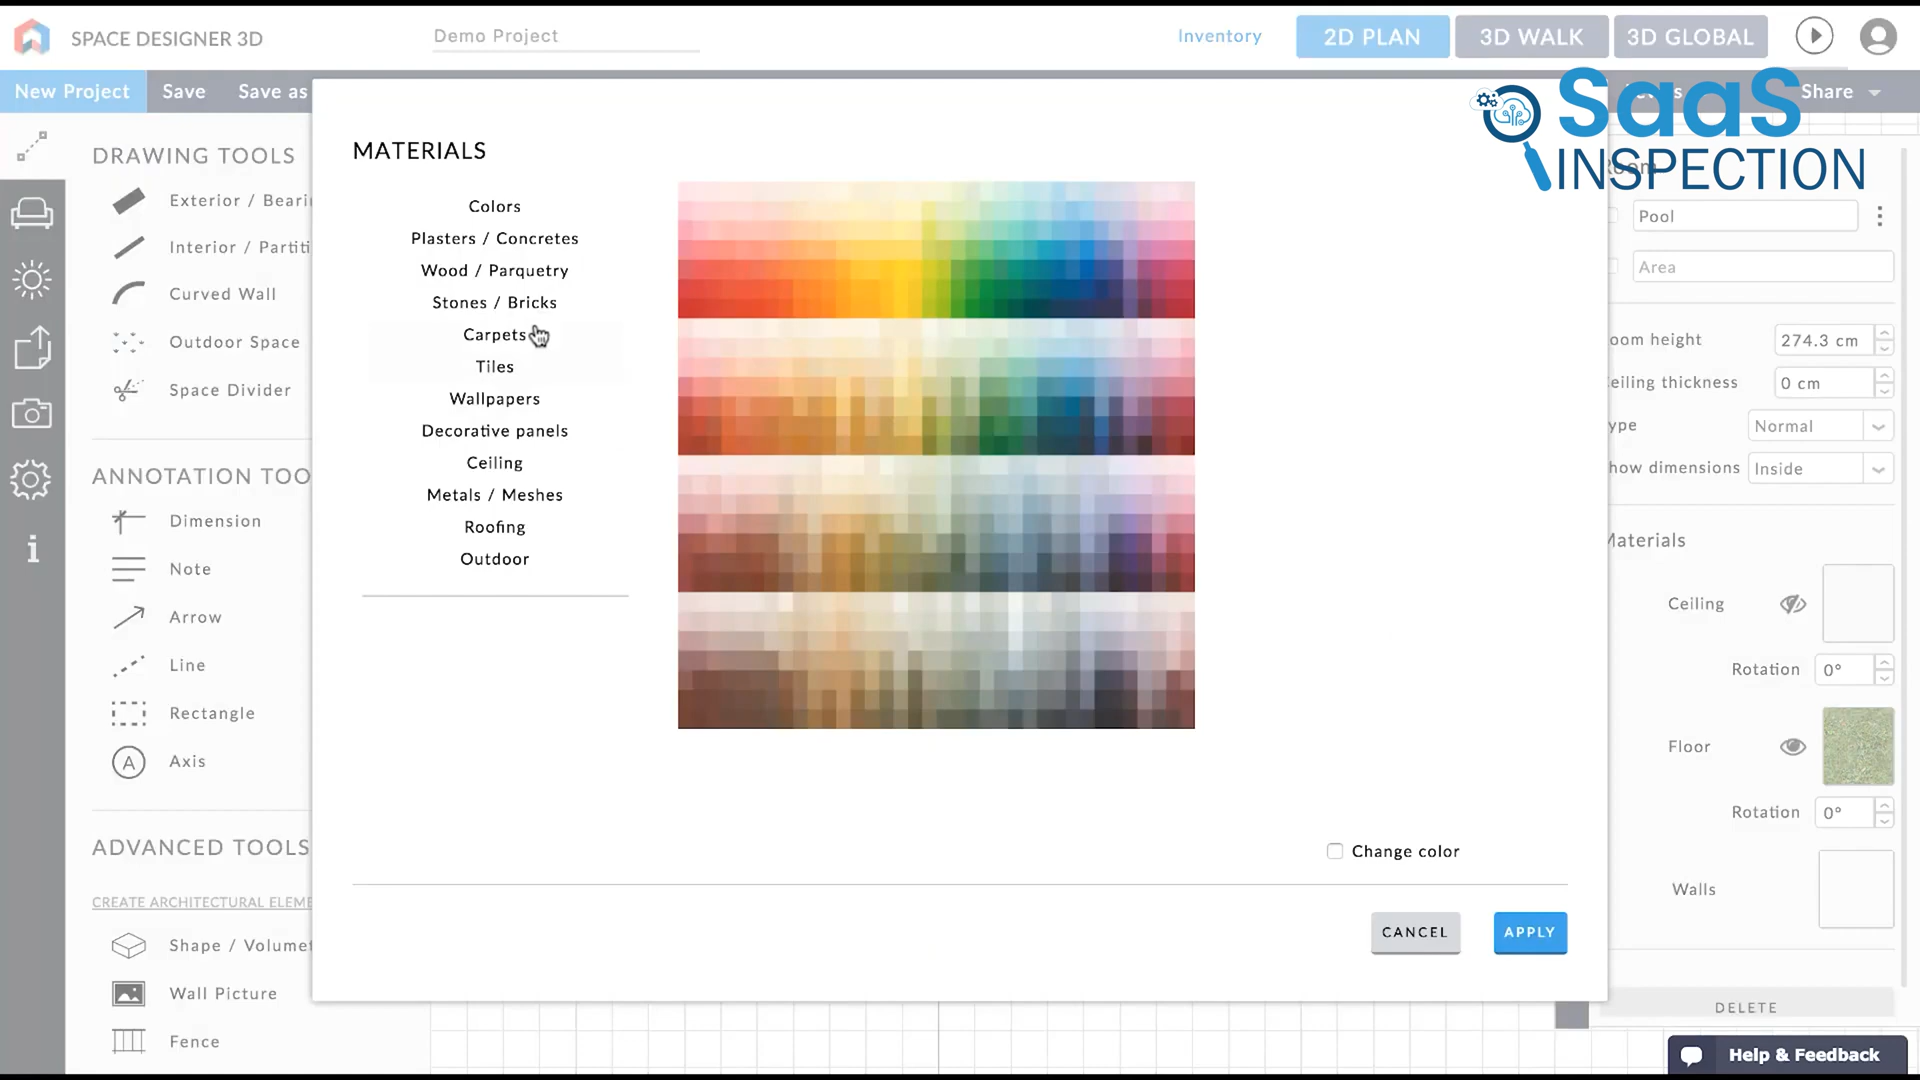 SPACE DESIGNER 3D
Demo Project
Inventory
2D PLAN
3D WALK
3D GLOBAL
New Project
Save
Save as
Share
SaaS
INSPECTION
DRAWING TOOLS
Exterior / Beari
Interior / Partiti
Curved Wall
Outdoor Space
Space Divider
ANNOTATION TOO
Dimension
Note
Arrow
Line
Rectangle
A
Axis
ADVANCED TOOLS
CREATE ARCHITECTURAL ELEME
Shape / Volume
Wall Picture
Fence
MATERIALS
Colors
Plasters / Concretes
Wood / Parquetry
Stones / Bricks
Carpets
Tiles
Wallpapers
Decorative panels
Ceiling
Metals / Meshes
Roofing
Outdoor
Change color
CANCEL
APPLY
Room
Pool
Area
oom height
274.3 cm
eiling thickness
0 cm
ype
Normal
how dimensions
Inside
Materials
Ceiling
Rotation
0°
Floor
Rotation
0°
Walls
DELETE
Help & Feedback